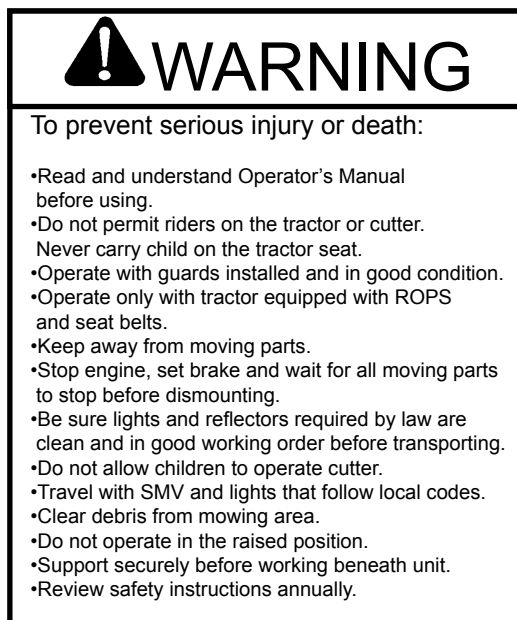 WARNING
To prevent serious injury or death:
•Read and understand Operator's Manual
before using.
•Do not permit riders on the tractor or cutter.
Never carry child on the tractor seat.
•Operate with guards installed and in good condition.
•Operate only with tractor equipped with ROPS
and seat belts.
•Keep away from moving parts.
•Stop engine, set brake and wait for all moving parts
to stop before dismounting.
•Be sure lights and reflectors required by law are
clean and in good working order before transporting.
•Do not allow children to operate cutter.
•Travel with SMV and lights that follow local codes.
•Clear debris from mowing area.
•Do not operate in the raised position.
•Support securely before working beneath unit.
•Review safety instructions annually.